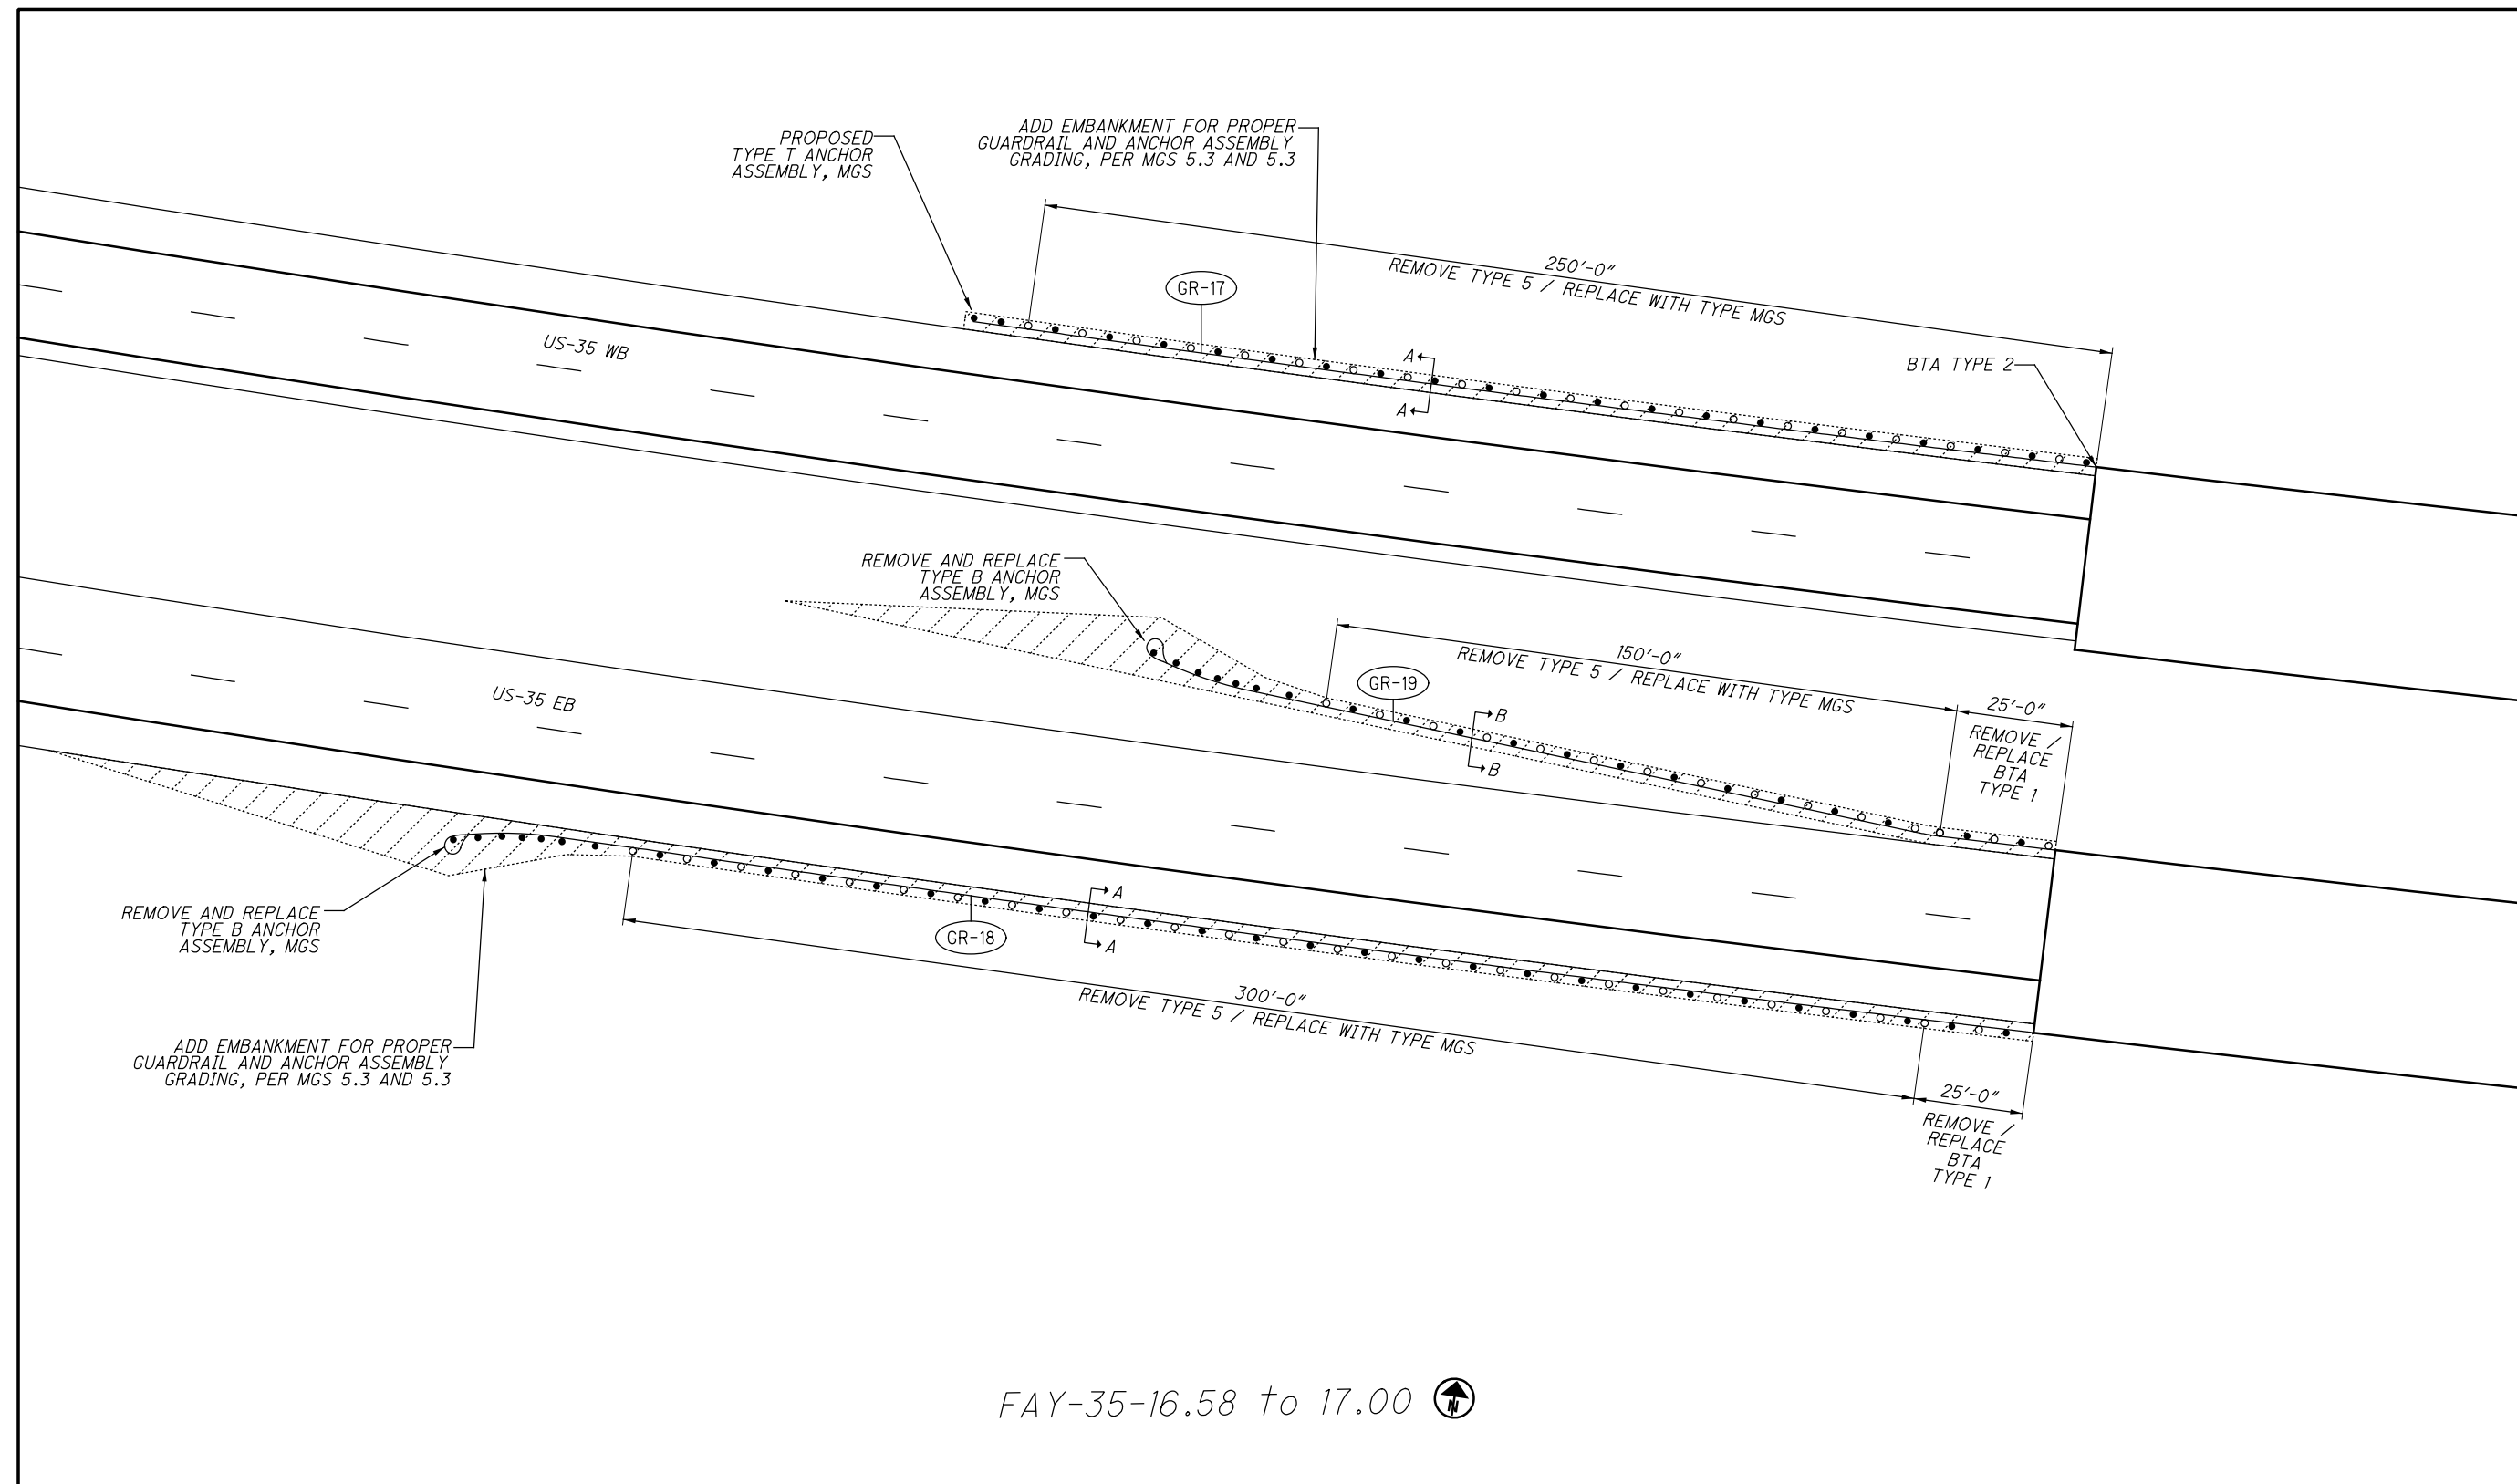 PROPOSED
TYPE T ANCHOR
ASSEMBLY, MGS
ADD EMBANKMENT FOR PROPER
GUARDRAIL AND ANCHOR ASSEMBLY
GRADING, PER MGS 5.3 AND 5.3
250'-0"
REMOVE TYPE 5 / REPLACE WITH TYPE MGS
GR-17
A
A
BTA TYPE 2
US-35 WB
REMOVE AND REPLACE
TYPE B ANCHOR
ASSEMBLY, MGS
150'-0"
REMOVE TYPE 5 / REPLACE WITH TYPE MGS
GR-19
B
B
25'-0"
REMOVE /
REPLACE
BTA
TYPE 1
US-35 EB
REMOVE AND REPLACE
TYPE B ANCHOR
ASSEMBLY, MGS
GR-18
A
A
300'-0"
REMOVE TYPE 5 / REPLACE WITH TYPE MGS
ADD EMBANKMENT FOR PROPER
GUARDRAIL AND ANCHOR ASSEMBLY
GRADING, PER MGS 5.3 AND 5.3
25'-0"
REMOVE /
REPLACE
BTA
TYPE 1
FAY-35-16.58 to 17.00
N